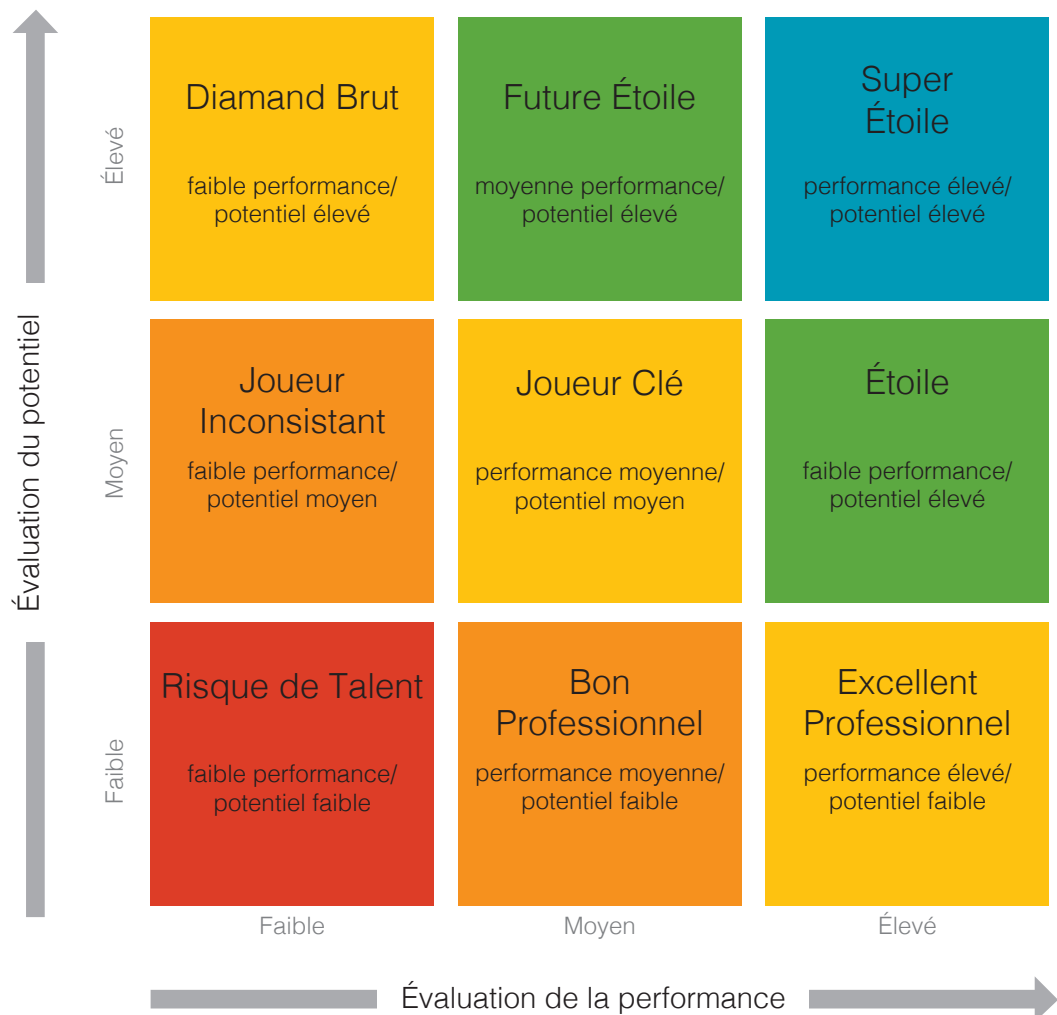 Évaluation du potentiel
Élevé
Diamand Brut
faible performance/
potentiel élevé
Future Étoile
moyenne performance/
potentiel élevé
Super
Étoile
performance élevé/
potentiel élevé
Moyen
Joueur
Inconsistant
faible performance/
potentiel moyen
Joueur Clé
performance moyenne/
potentiel moyen
Étoile
faible performance/
potentiel élevé
Faible
Risque de Talent
faible performance/
potentiel faible
Bon
Professionnel
performance moyenne/
potentiel faible
Excellent
Professionnel
performance élevé/
potentiel faible
Faible
Moyen
Élevé
Évaluation de la performance